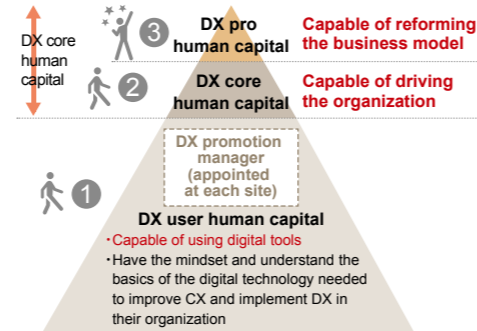 DX core
human
capital
3
DX pro
human capital
Capable of reforming
the business model
2
DX core
human capital
Capable of driving
the organization
DX promotion
manager
(appointed
at each site)
1
DX user human capital
・Capable of using digital tools
・Have the mindset and understand the
basics of the digital technology needed
to improve CX and implement DX in
their organization